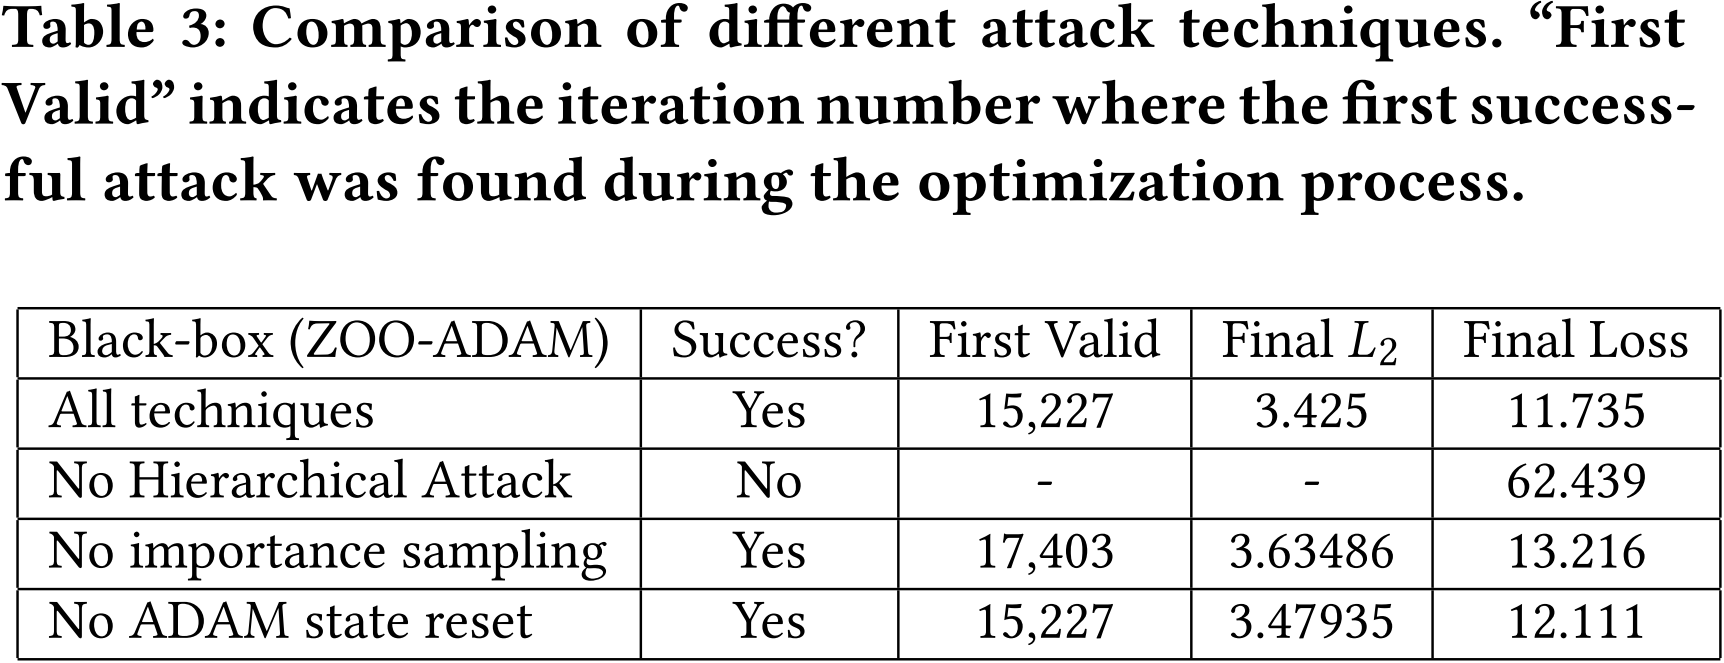 Table 3: Comparison of different attack techniques. “First
Valid” indicates the iteration number where the first success-
ful attack was found during the optimization process.
Black-box (ZOO-ADAM) Success? First Valid Final L2 Final Loss
All techniques Yes 15,227 3.425 11.735
No Hierarchical Attack No - - 62.439
No importance sampling Yes 17,403 3.63486 13.216
No ADAM state reset Yes 15,227 3.47935 12.111